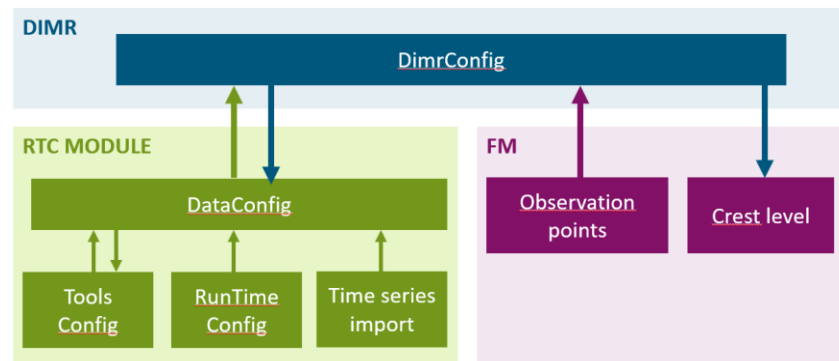 DIMR
DimrConfig
RTC MODULE
FM
DataConfig
Observation
points
Crest level
Tools
Config
RunTime
Config
Time series
import